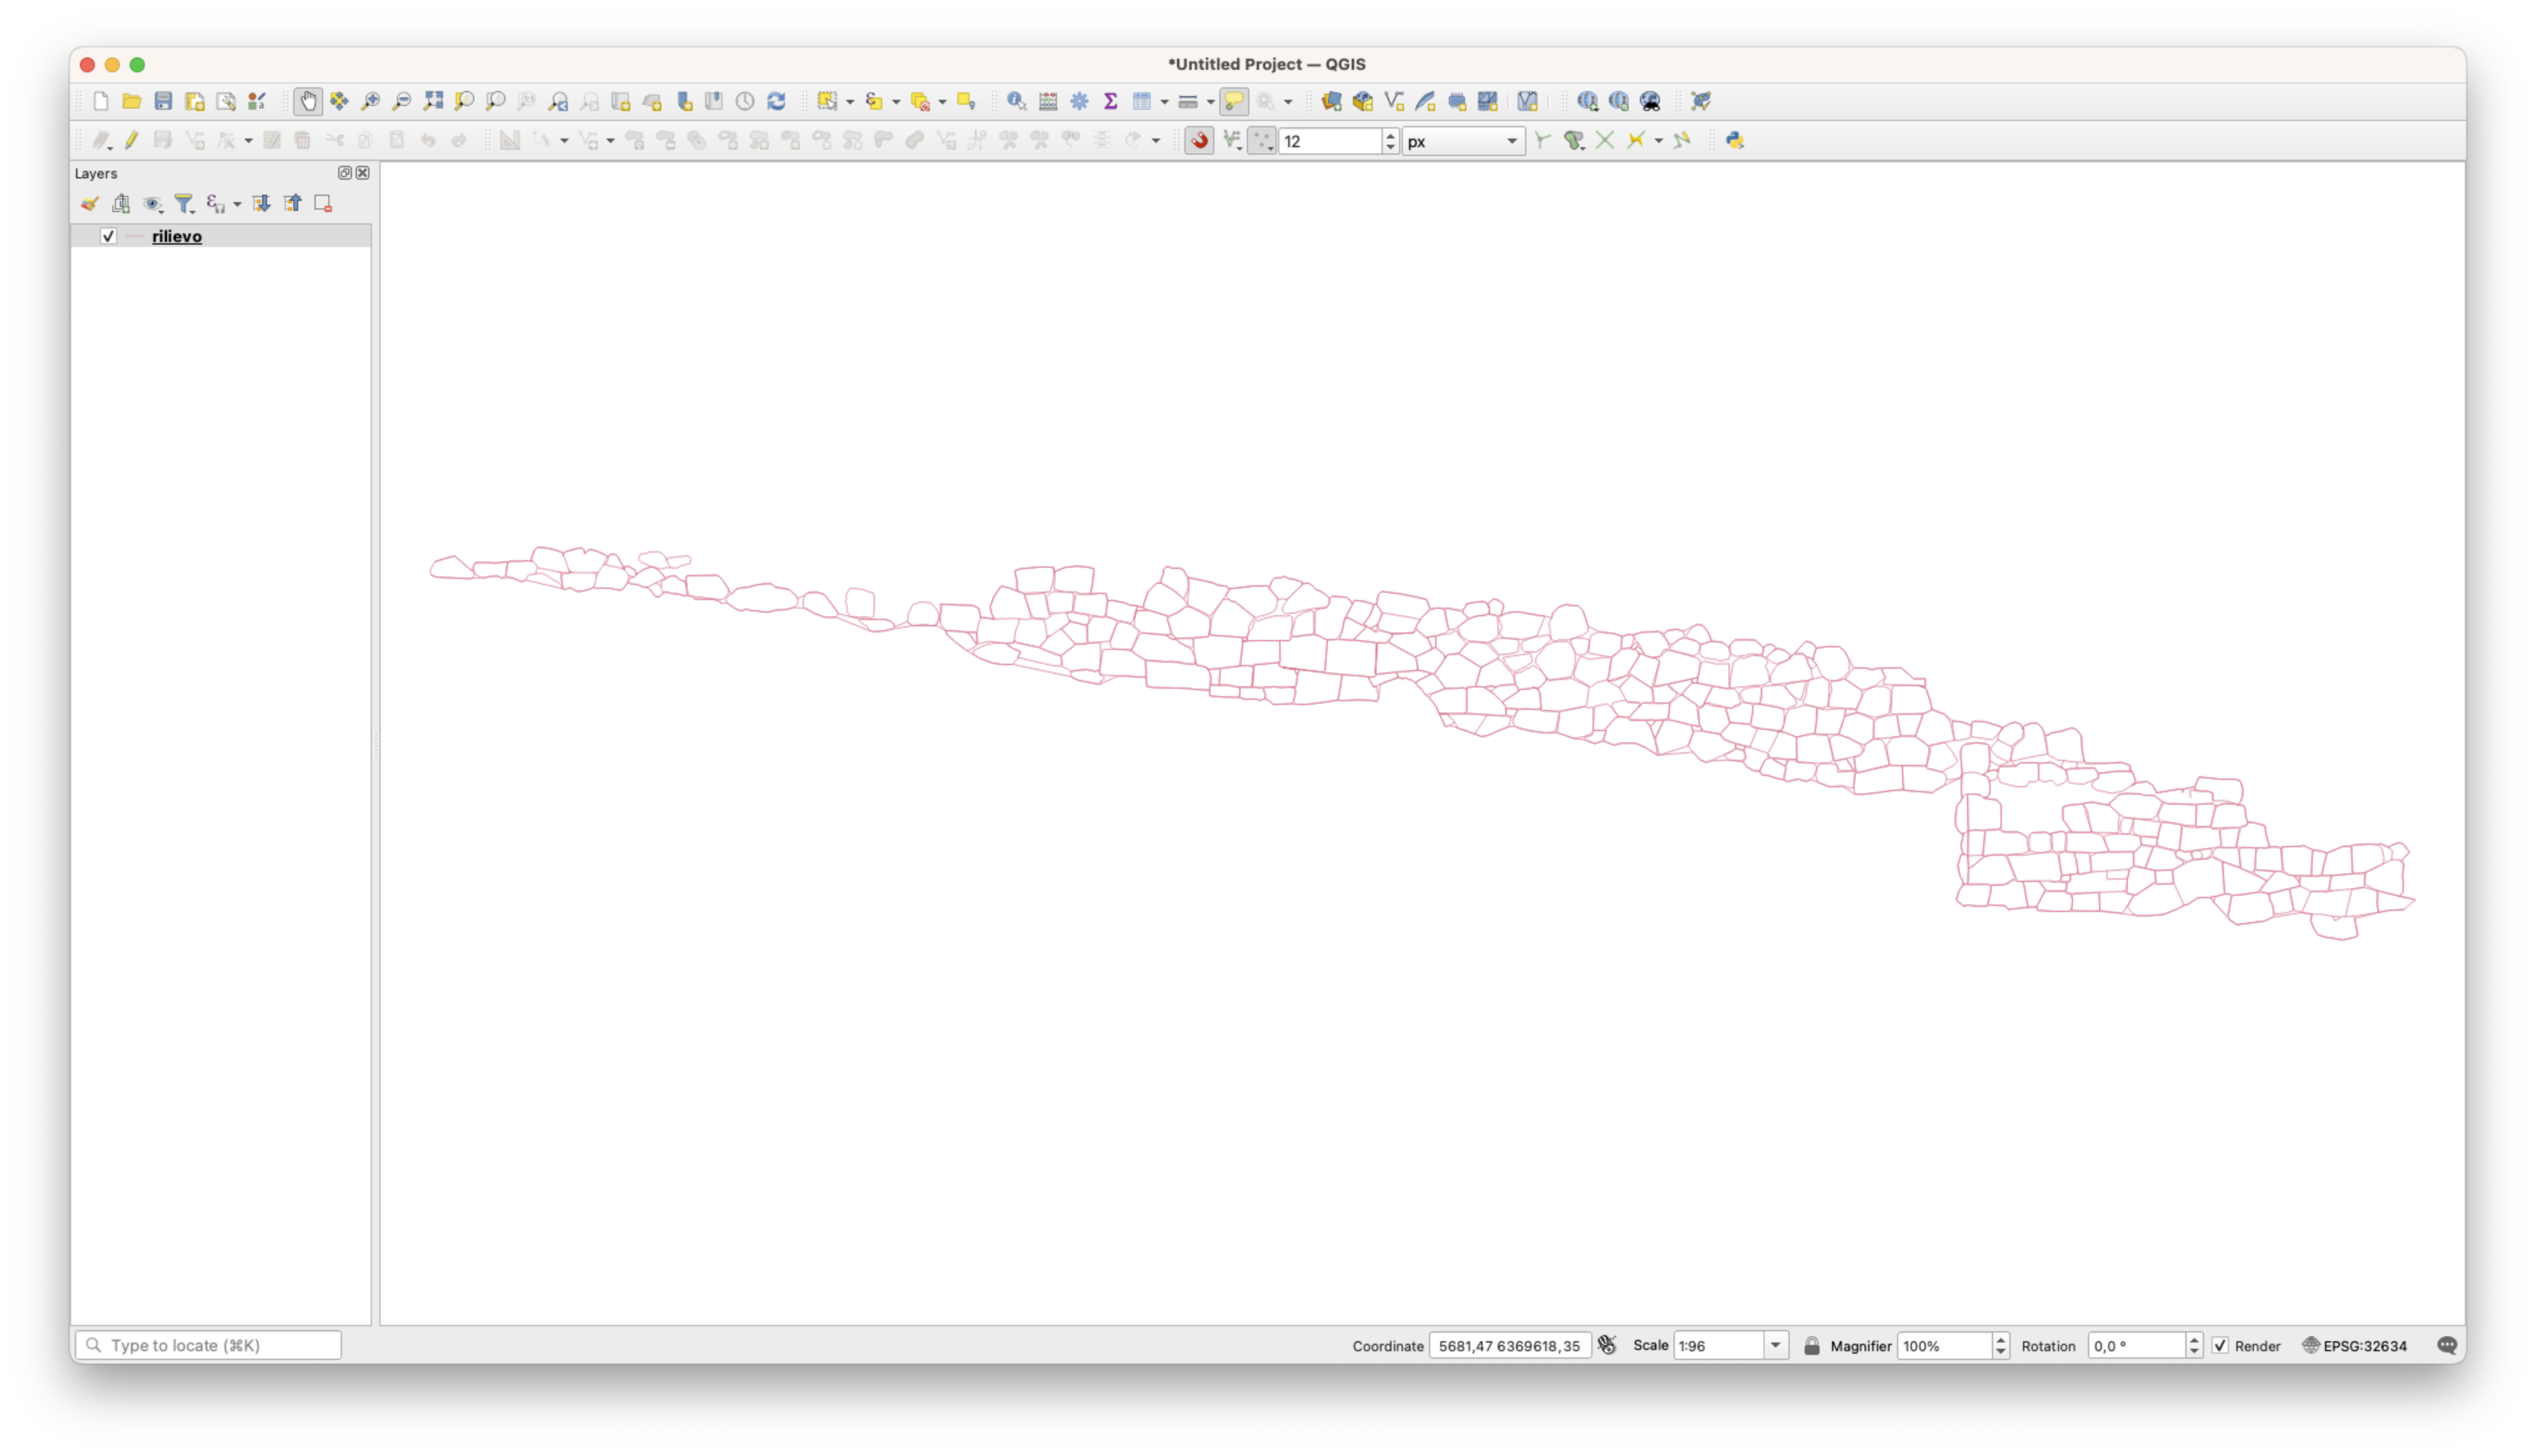 *Untitled Project — QGIS
12 px
Layers
rilievo
Type to locate (⌘K) Coordinate 5681,47 6369618,35 Scale 1:96 Magnifier 100% Rotation 0,0 ° Render EPSG:32634